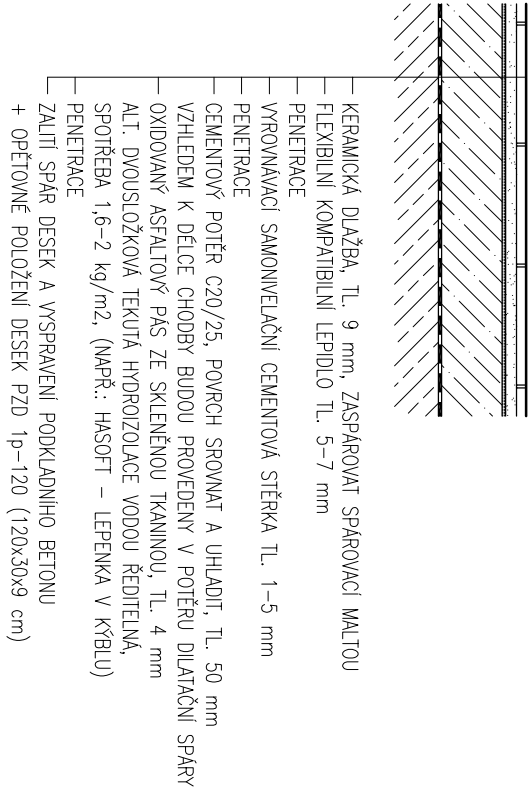 KERAMICKÁ DLAŽBA, TL. 9 mm, ZASPÁROVAT SPÁROVACÍ MALTOU
FLEXIBILNÍ KOMPATIBILNÍ LEPIDLO TL. 5-7 mm
PENETRACE
VYROVNÁVACÍ SAMONIVELAČNÍ CEMENTOVÁ STĚRKA TL. 1-5 mm
PENETRACE
CEMENTOVÝ POTĚR C20/25, POVRCH SROVNAT A UHLADIT, TL. 50 mm
VZHLEDEM K DÉLCE CHODBY BUDOU PROVEDENY V POTĚRU DILATAČNÍ SPÁRY
OXIDOVANÝ ASFALTOVÝ PÁS ZE SKLENĚNOU TKANINOU, TL. 4 mm
ALT. DVOUSLOŽKOVÁ TEKUTÁ HYDROIZOLACE VODOU ŘEDITELNÁ,
SPOTŘEBA 1,6-2 kg/m2, (NAPŘ.: HASOFT - LEPENKA V KÝBLU)
PENETRACE
ZALITÍ SPÁR DESEK A VYSPRAVENÍ PODKLADNÍHO BETONU
+ OPĚTOVNÉ POLOŽENÍ DESEK PZD 1p-120 (120x30x9 cm)